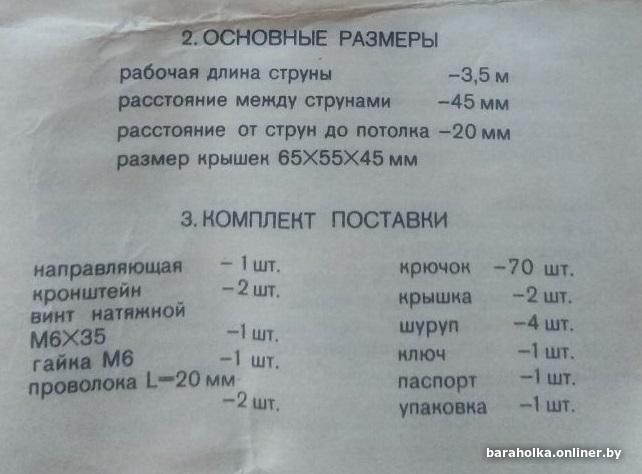 2. ОСНОВНЫЕ РАЗМЕРЫ
рабочая длина струны –3,5 м
расстояние между струнами –45 мм
расстояние от струн до потолка –20 мм
размер крышек 65X55X45 мм
3. КОМПЛЕКТ ПОСТАВКИ
направляющая – 1 шт.
кронштейн –2 шт.
винт натяжной
М6X35 –1 шт.
гайка М6 –1 шт.
проволока L=20 мм
–2 шт.
крючок –70 шт.
крышка –2 шт.
шуруп –4 шт.
ключ –1 шт.
паспорт –1 шт.
упаковка –1 шт.
baraholka.onliner.by